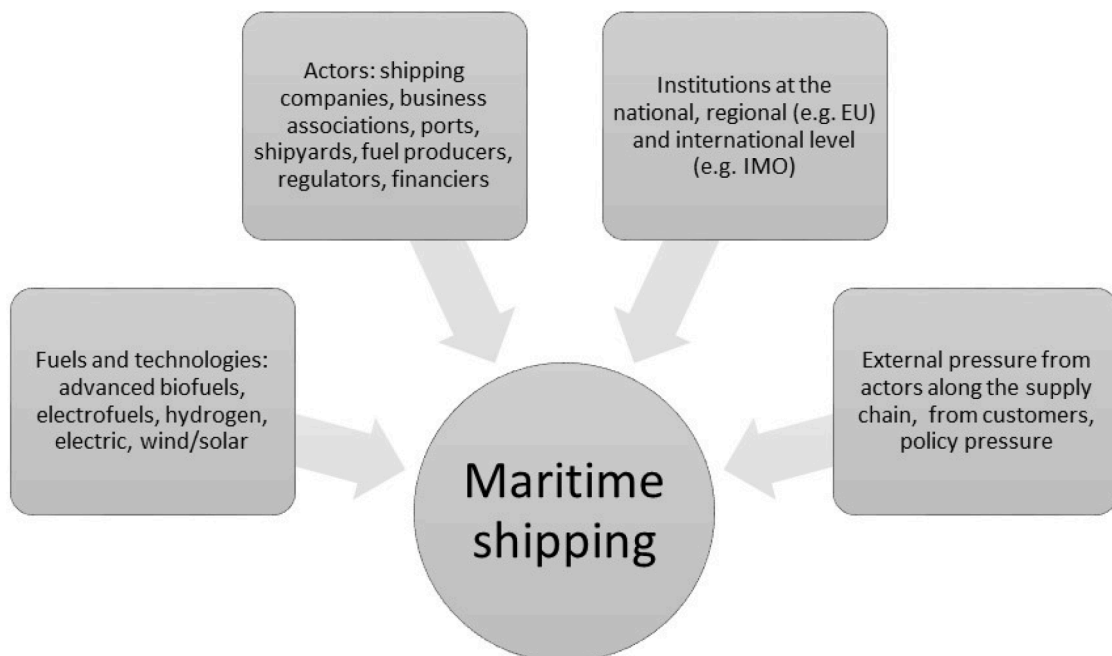 Actors: shipping
companies, business
associations, ports,
shipyards, fuel producers,
regulators, financiers
Institutions at the
national, regional (e.g. EU)
and international level
(e.g. IMO)
Fuels and technologies:
advanced biofuels,
electrofuels, hydrogen,
electric, wind/solar
External pressure from
actors along the supply
chain,  from customers,
policy pressure
Maritime
shipping